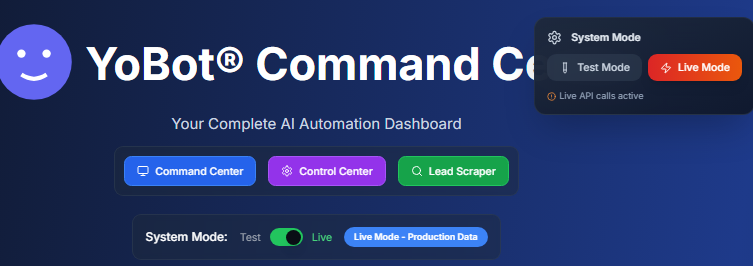 YoBot® Command Ce
Your Complete AI Automation Dashboard
Command Center Control Center Lead Scraper
System Mode: Test Live Live Mode - Production Data
System Mode
Test Mode Live Mode
Live API calls active